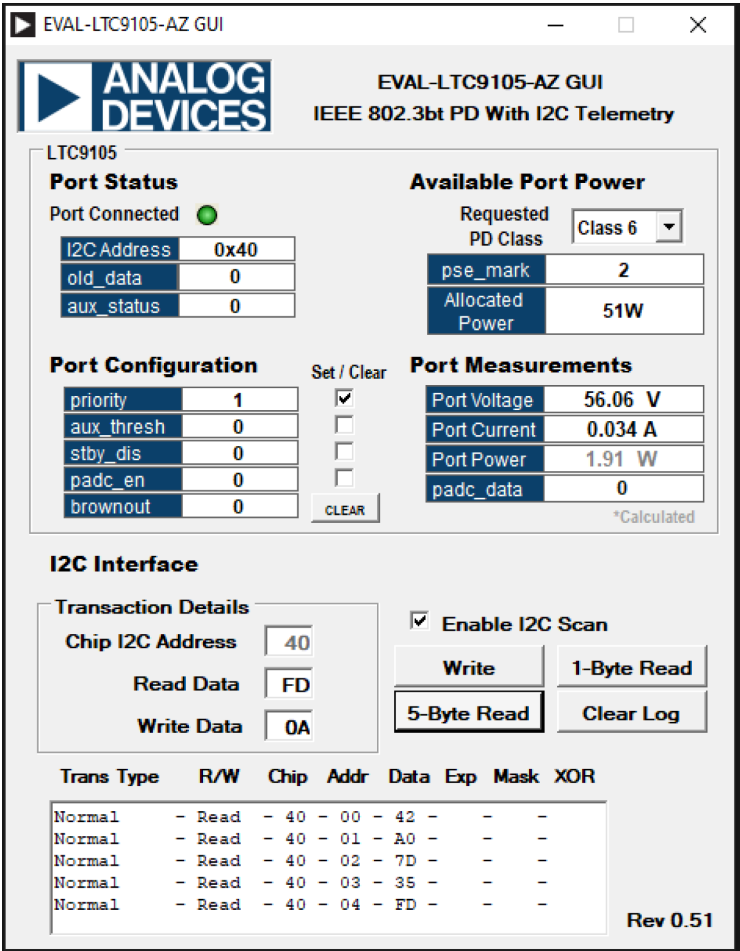 EVAL-LTC9105-AZ GUI
ANALOG DEVICES
EVAL-LTC9105-AZ GUI
IEEE 802.3bt PD With I2C Telemetry
LTC9105
Port Status
Port Connected
I2C Address 0x40
old_data 0
aux_status 0
Available Port Power
Requested PD Class Class 6
pse_mark 2
Allocated Power 51W
Port Configuration
Set / Clear
priority 1
aux_thresh 0
stby_dis 0
padc_en 0
brownout 0
CLEAR
Port Measurements
Port Voltage 56.06 V
Port Current 0.034 A
Port Power 1.91 W
padc_data 0
*Calculated
I2C Interface
Transaction Details
Chip I2C Address 40
Read Data FD
Write Data 0A
Enable I2C Scan
Write 1-Byte Read
5-Byte Read Clear Log
Trans Type R/W Chip Addr Data Exp Mask XOR
Normal - Read - 40 - 00 - 42 - - -
Normal - Read - 40 - 01 - A0 - - -
Normal - Read - 40 - 02 - 7D - - -
Normal - Read - 40 - 03 - 35 - - -
Normal - Read - 40 - 04 - FD - - -
Rev 0.51